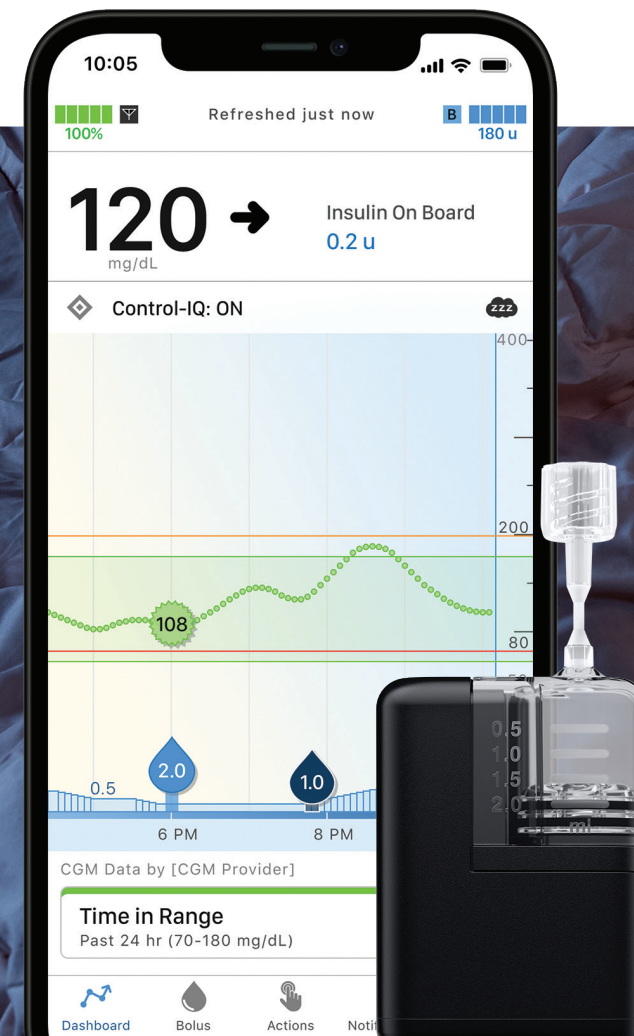 10:05
100%
Refreshed just now
B
180 u
120
mg/dL
Insulin On Board
0.2 u
Control-IQ: ON
zzz
400
200
108
80
2.0
1.0
0.5
6 PM
8 PM
0.5
1.0
1.5
2.0
ml
CGM Data by [CGM Provider]
Time in Range
Past 24 hr (70-180 mg/dL)
Dashboard
Bolus
Actions